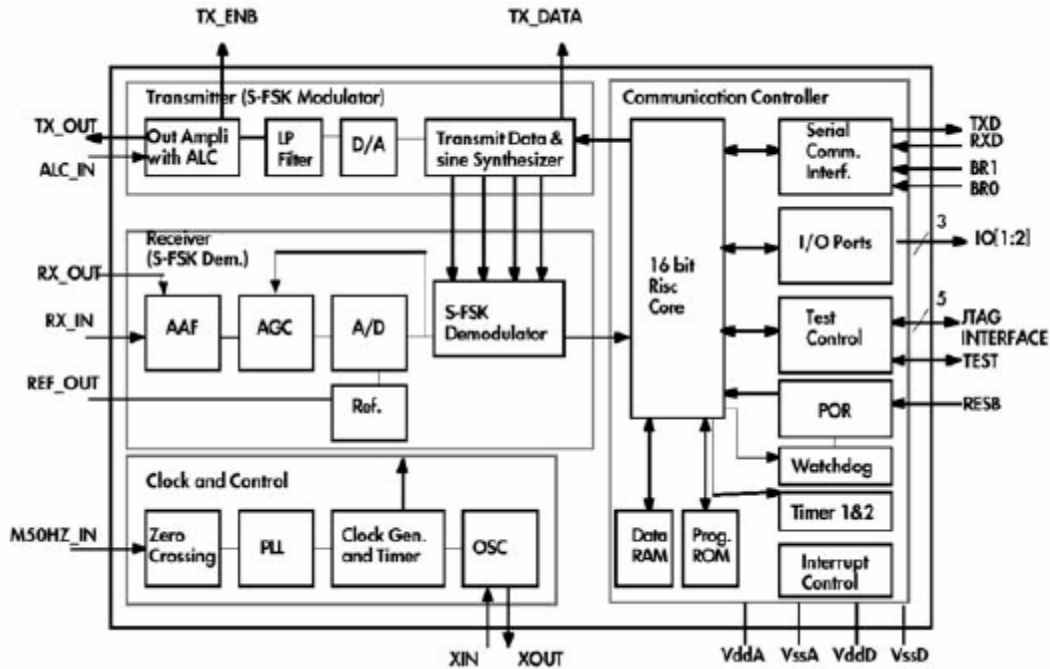 TX_ENB
TX_DATA
Transmitter (S-FSK Modulator)
Communication Controller
TX_OUT
ALC_IN
Out Ampli
with ALC
LP
Filter
D/A
Transmit Data &
sine Synthesizer
Serial
Comm.
Interf.
TXD
RXD
BR1
BR0
Receiver
(S-FSK Dem.)
16 bit
Risc
Core
I/O Ports
3
IO[1:2]
RX_OUT
RX_IN
AAF
AGC
A/D
S-FSK
Demodulator
Test
Control
5
JTAG
INTERFACE
TEST
REF_OUT
Ref.
POR
RESB
Watchdog
Clock and Control
Timer 1&2
M50HZ_IN
Zero
Crossing
PLL
Clock Gen.
and Timer
OSC
Data
RAM
Prog.
ROM
Interrupt
Control
XIN
XOUT
VddA
VssA
VddD
VssD